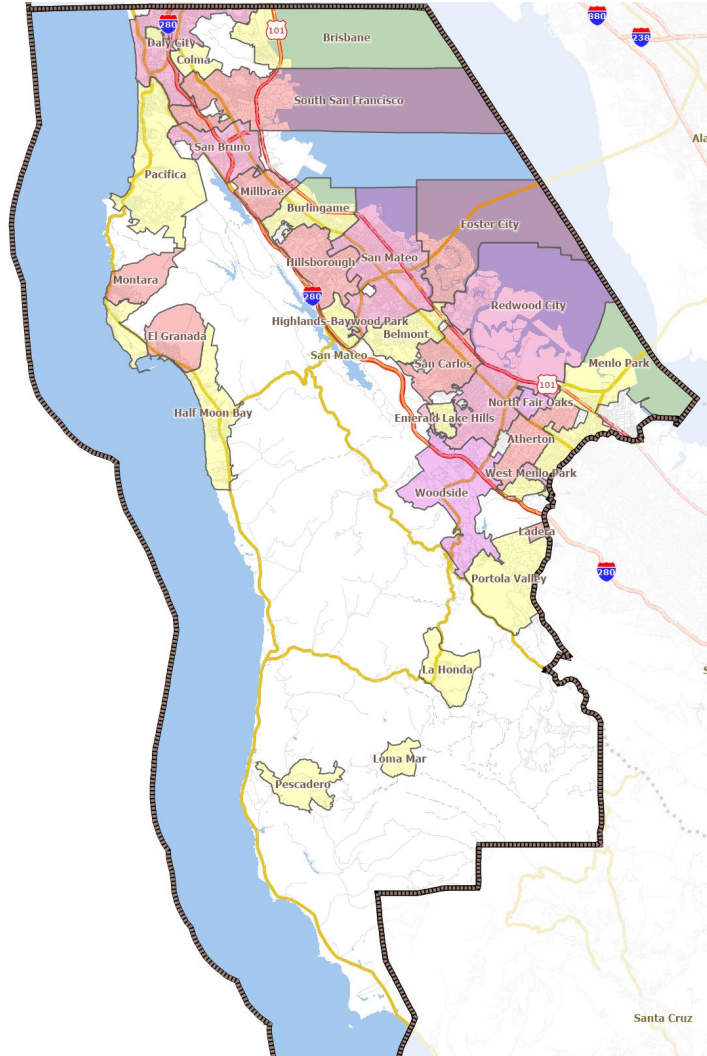 280
101
880
238
Brisbane
Daly City
Colma
South San Francisco
Ala
San Bruno
Pacifica
Millbrae
Burlingame
Foster City
Hillsborough
San Mateo
Montara
280
Redwood City
Highlands-Baywood Park
El Granada
Belmont
San Mateo
San Carlos
Menlo Park
101
Half Moon Bay
North Fair Oaks
Emerald Lake Hills
Atherton
West Menlo Park
Woodside
Ladera
280
Portola Valley
La Honda
S
Loma Mar
Pescadero
Santa Cruz